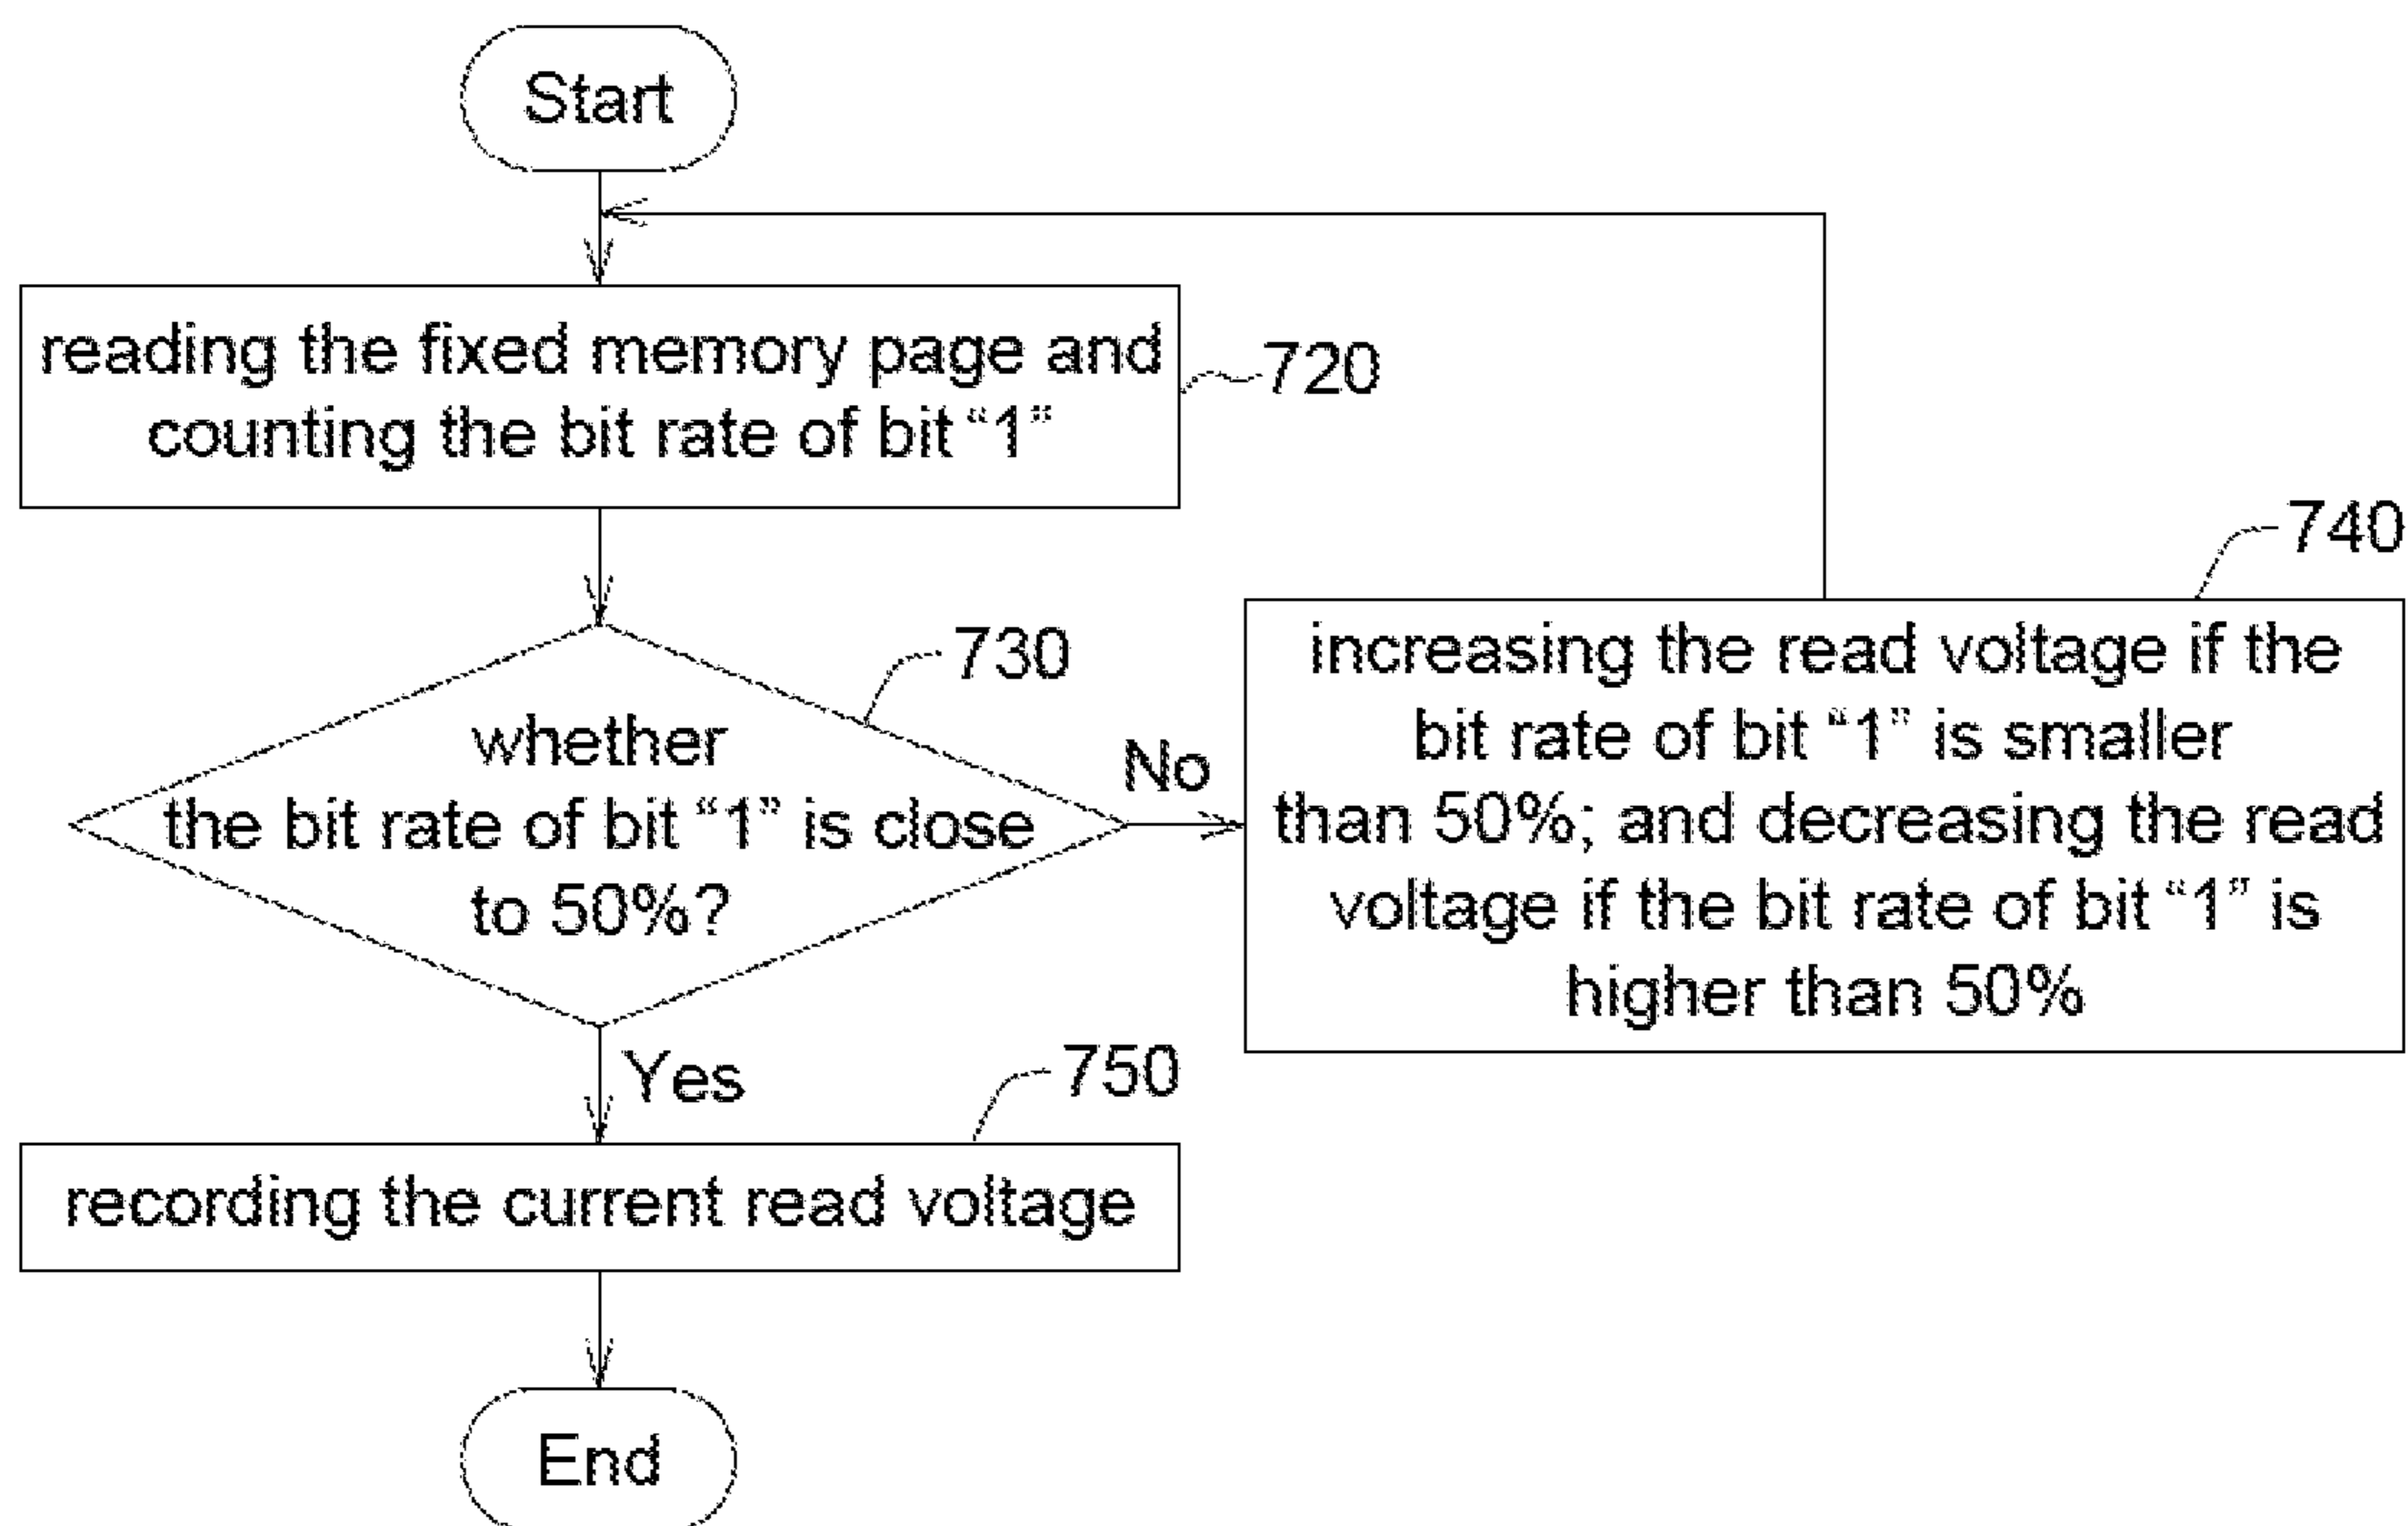 Start
reading the fixed memory page and
counting the bit rate of bit “1”
720
730
whether
the bit rate of bit “1” is close
to 50%?
No
740
increasing the read voltage if the
bit rate of bit “1” is smaller
than 50%; and decreasing the read
voltage if the bit rate of bit “1” is
higher than 50%
Yes
750
recording the current read voltage
End